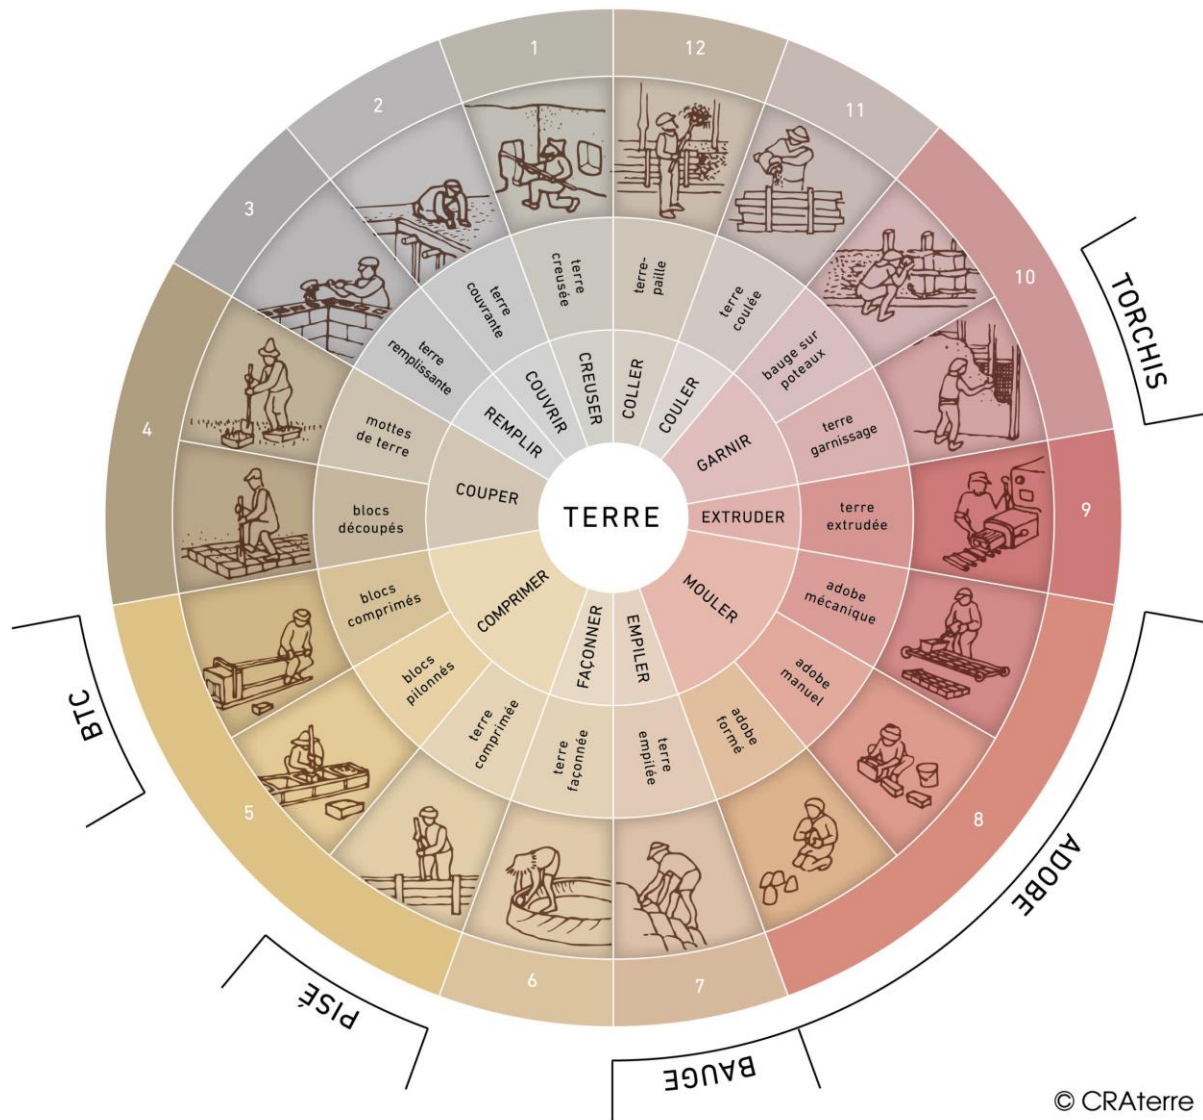 TERRE
CREUSER
COUVRIR
REMPLIR
COUPER
COMPRIMER
FAÇONNER
EMPILER
MOULER
EXTRUDER
GARNIR
COULER
COLLER
terre
creusée
terre
couvrante
terre
remplissante
mottes
de terre
blocs
découpés
blocs
comprimés
blocs
pilonnés
terre
comprimée
terre
façonnée
terre
empilée
adobe
formé
adobe
manuel
adobe
mécanique
terre
extrudée
terre
garnissage
bauge sur
poteaux
terre
coulée
terre-
paille
1
2
3
4
5
6
7
8
9
10
11
12
BTC
PISÉ
BAUGE
ADOBE
TORCHIS
© CRAterre